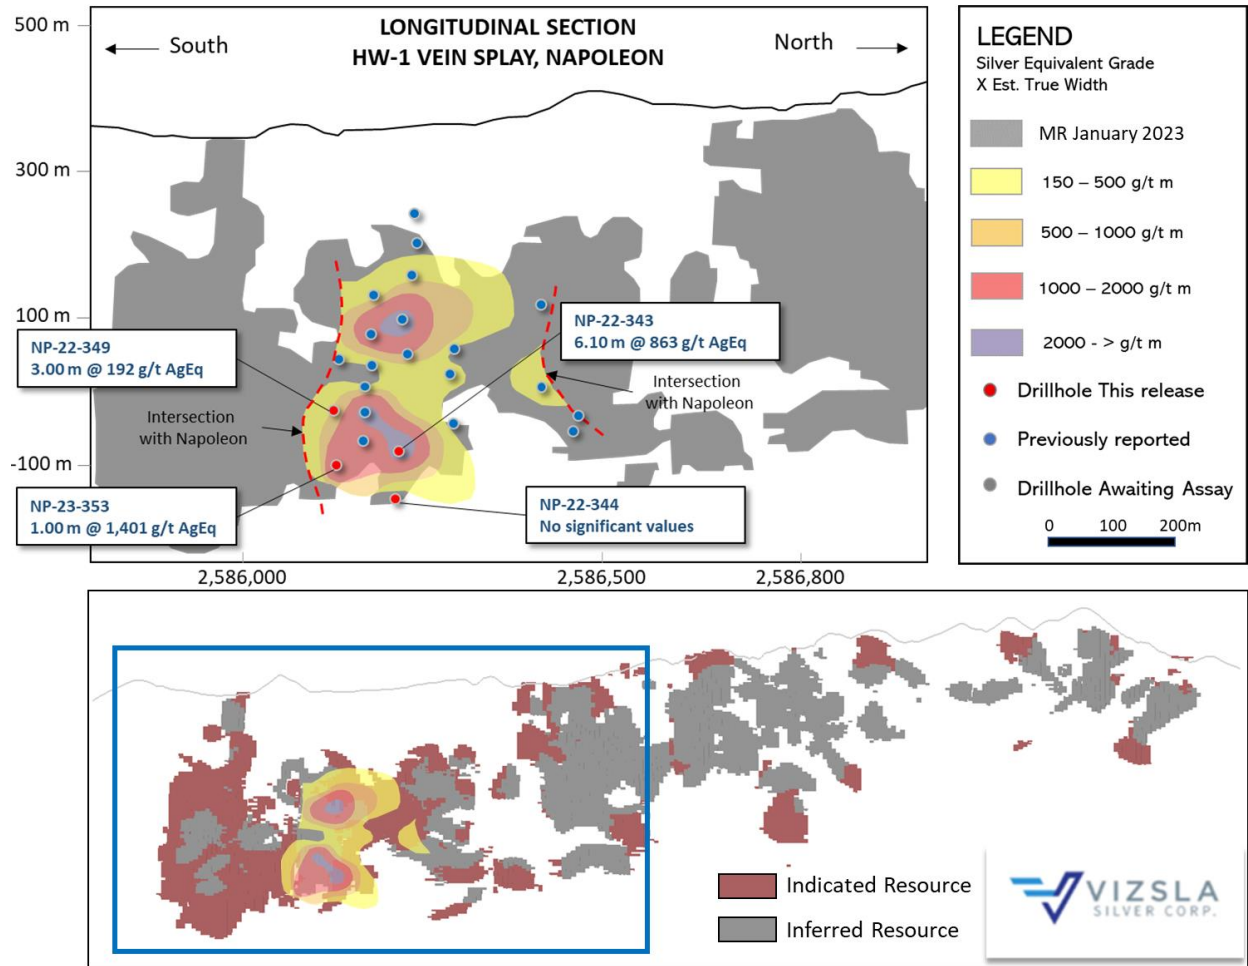 LONGITUDINAL SECTION
HW-1 VEIN SPLAY, NAPOLEON
South
North
500 m
300 m
100 m
-100 m
NP-22-349
3.00 m @ 192 g/t AgEq
NP-22-343
6.10 m @ 863 g/t AgEq
Intersection
with Napoleon
Intersection
with Napoleon
NP-23-353
1.00 m @ 1,401 g/t AgEq
NP-22-344
No significant values
2,586,000
2,586,500
2,586,800
LEGEND
Silver Equivalent Grade
X Est. True Width
MR January 2023
150 – 500 g/t m
500 – 1000 g/t m
1000 – 2000 g/t m
2000 - > g/t m
Drillhole This release
Previously reported
Drillhole Awaiting Assay
0 100 200m
Indicated Resource
Inferred Resource
VIZSLA
SILVER CORP.